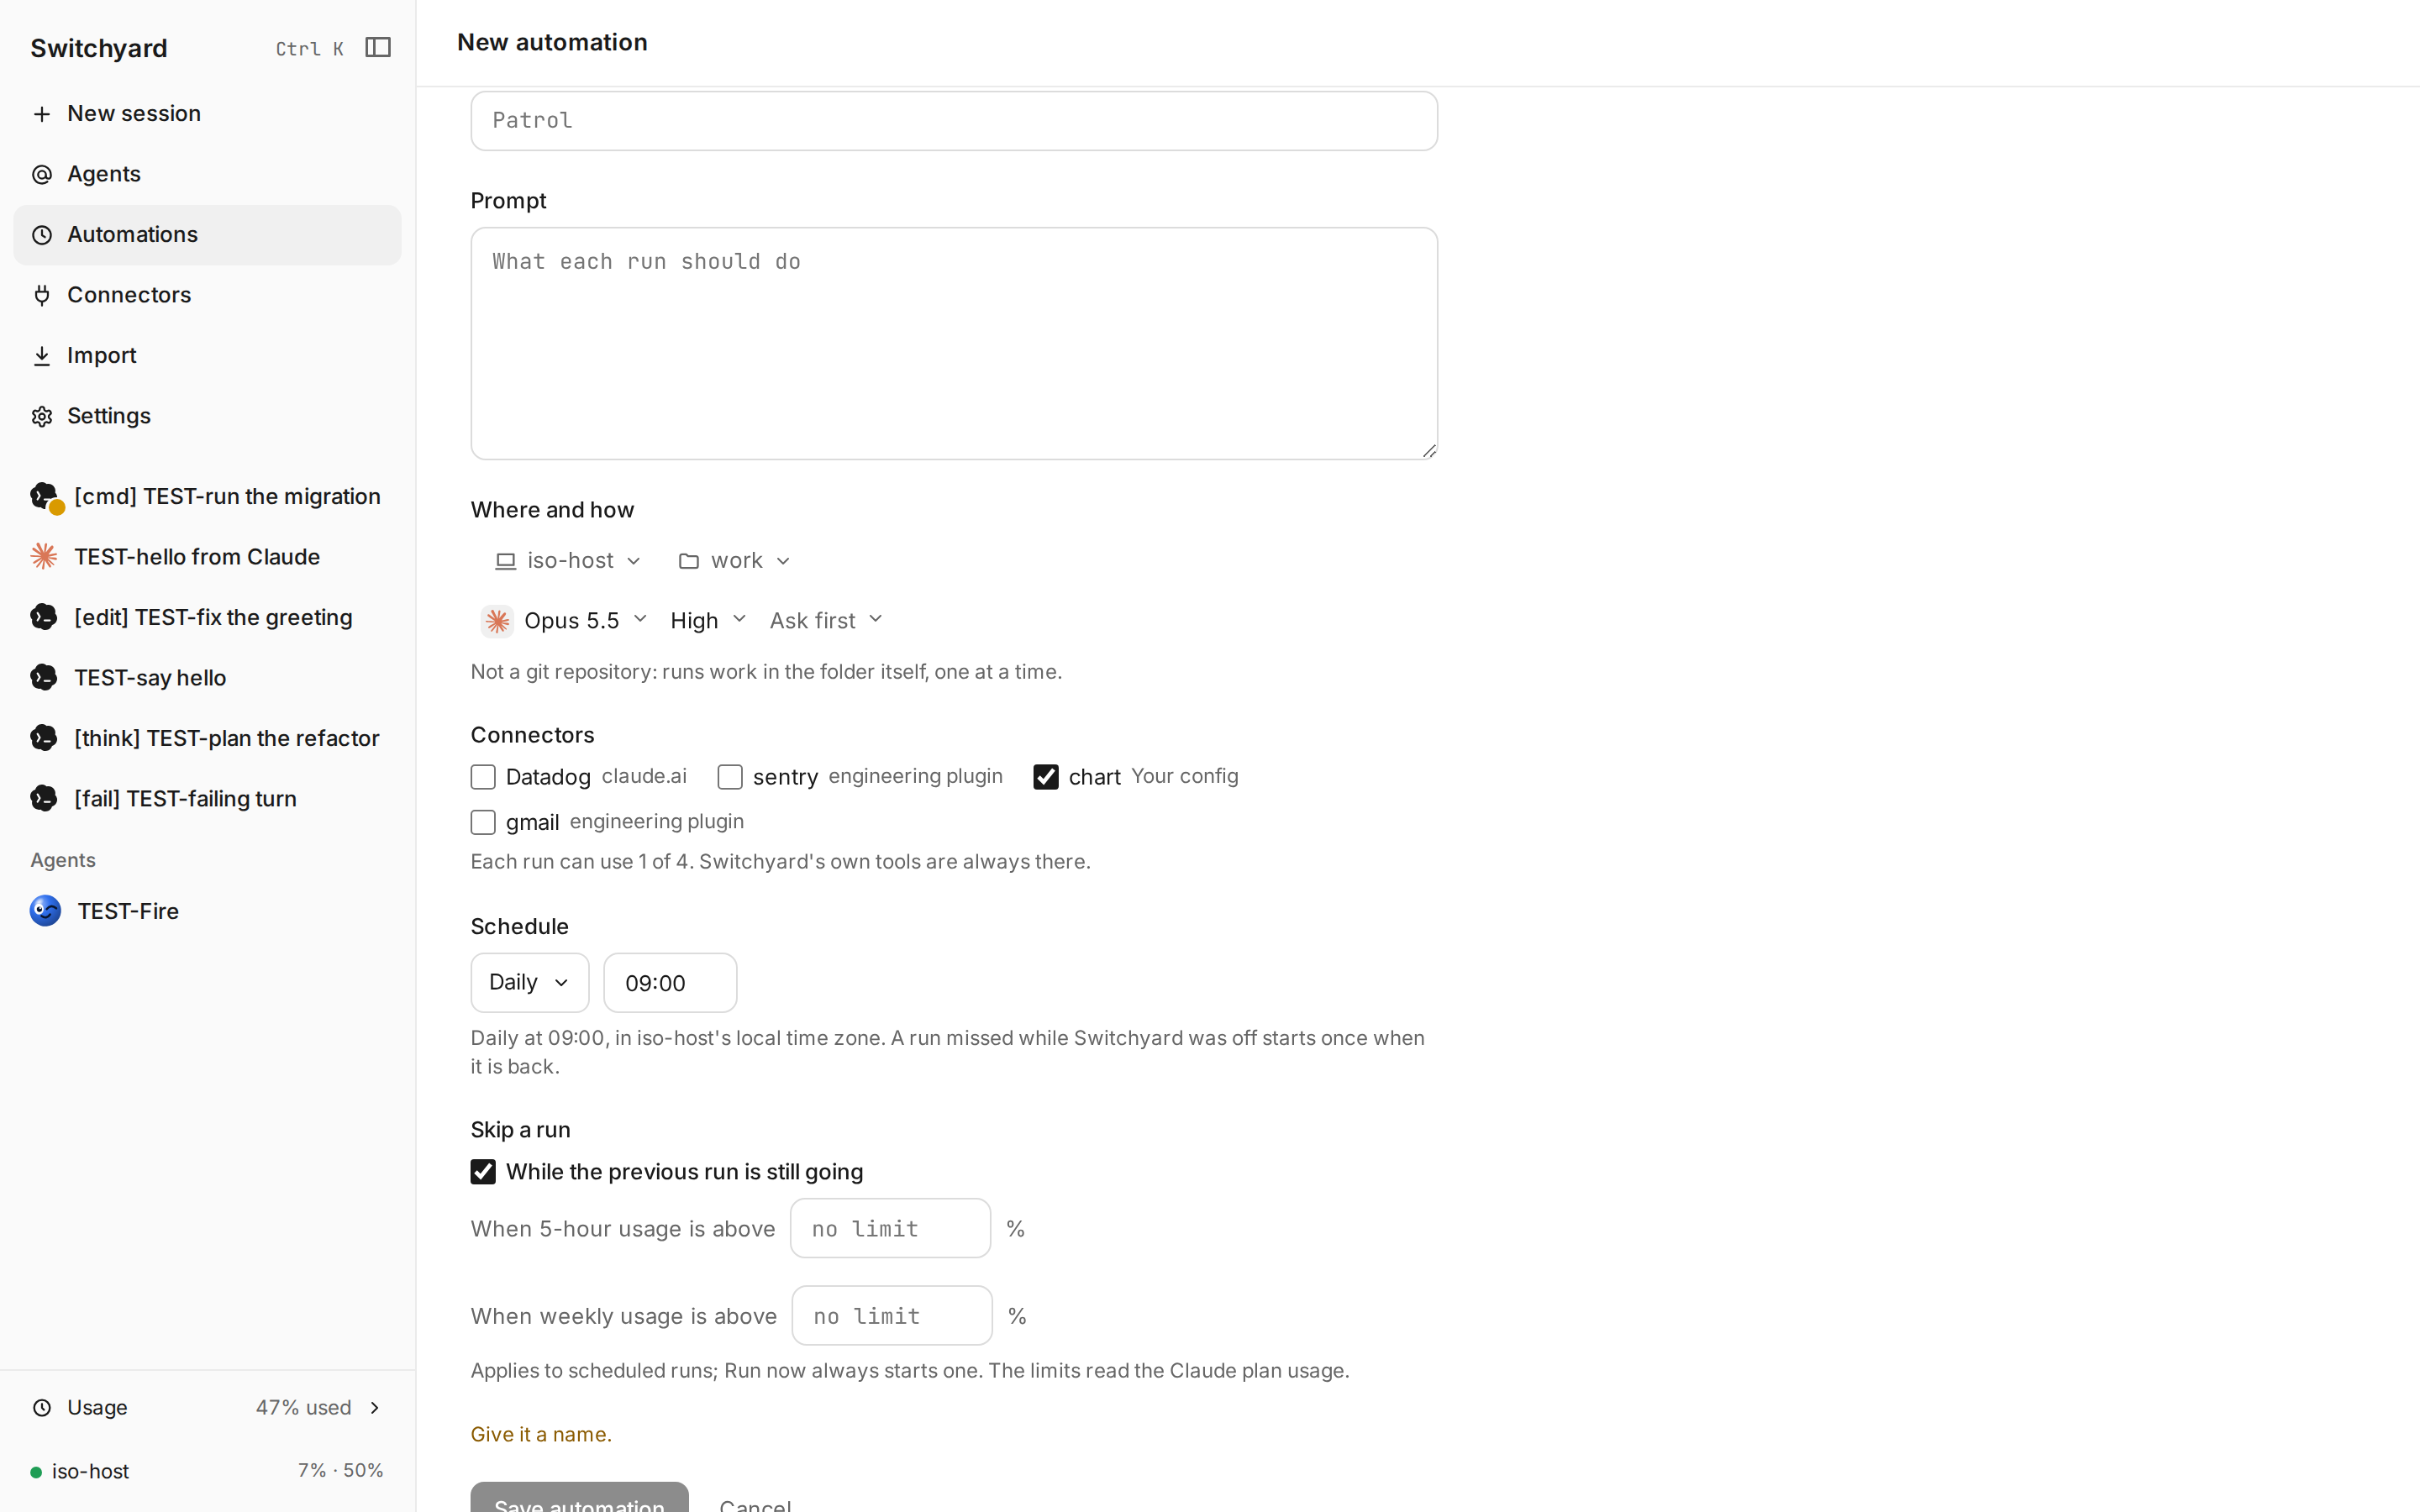 Switchyard
Ctrl K
New session
Agents
Automations
Connectors
Import
Settings
[cmd] TEST-run the migration
TEST-hello from Claude
[edit] TEST-fix the greeting
TEST-say hello
[think] TEST-plan the refactor
[fail] TEST-failing turn
Agents
TEST-Fire
Usage 47% used
iso-host 7% · 50%
New automation
Patrol
Prompt
What each run should do
Where and how
iso-host work
Opus 5.5 High Ask first
Not a git repository: runs work in the folder itself, one at a time.
Connectors
Datadog claude.ai sentry engineering plugin chart Your config
gmail engineering plugin
Each run can use 1 of 4. Switchyard's own tools are always there.
Schedule
Daily 09:00
Daily at 09:00, in iso-host's local time zone. A run missed while Switchyard was off starts once when
it is back.
Skip a run
While the previous run is still going
When 5-hour usage is above no limit %
When weekly usage is above no limit %
Applies to scheduled runs; Run now always starts one. The limits read the Claude plan usage.
Give it a name.
Save automation Cancel